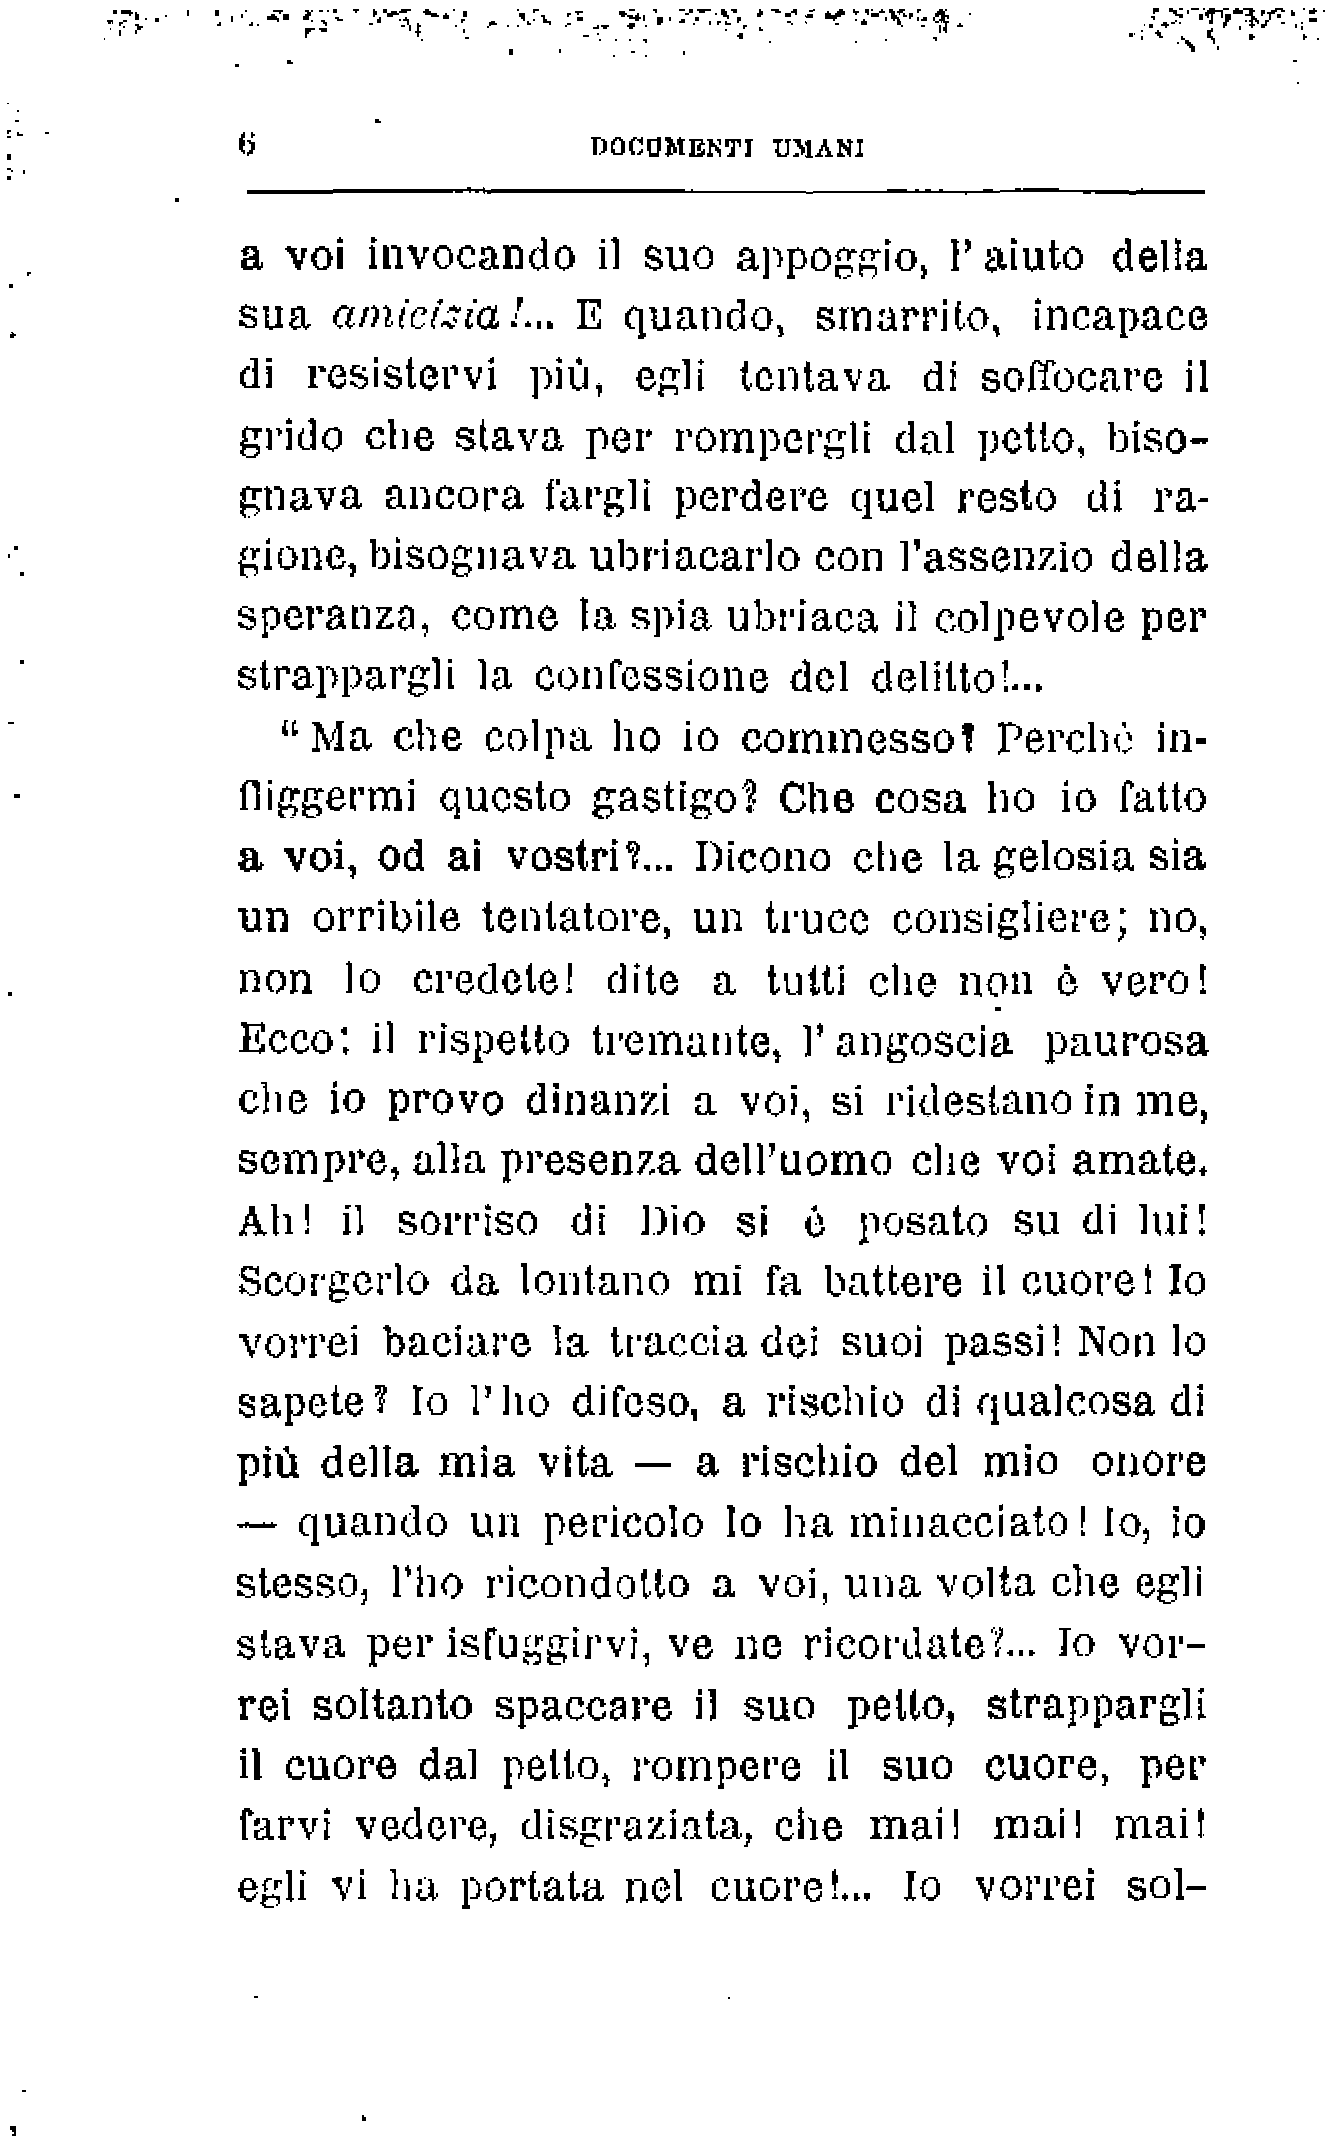 6 DOCUMENTI UMANI
a voi invocando il suo appoggio, l' aiuto della
sua amicizia!... E quando, smarrito, incapace
di resistervi più, egli tentava di soffocare il
grido che stava per rompergli dal petto, biso-
gnava ancora fargli perdere quel resto di ra-
gione, bisognava ubriacarlo con l'assenzio della
speranza, come la spia ubriaca il colpevole per
strappargli la confessione del delitto!...
“ Ma che colpa ho io commesso? Perchè in-
fliggermi questo gastigo? Che cosa ho io fatto
a voi, od ai vostri?... Dicono che la gelosia sia
un orribile tentatore, un truce consigliere; no,
non lo credete! dite a tutti che non è vero!
Ecco: il rispetto tremante, l' angoscia paurosa
che io provo dinanzi a voi, si ridestano in me,
sempre, alla presenza dell'uomo che voi amate.
Ah! il sorriso di Dio si è posato su di lui!
Scorgerlo da lontano mi fa battere il cuore! Io
vorrei baciare la traccia dei suoi passi! Non lo
sapete? Io l' ho difeso, a rischio di qualcosa di
più della mia vita — a rischio del mio onore
— quando un pericolo lo ha minacciato! Io, io
stesso, l'ho ricondotto a voi, una volta che egli
stava per isfuggirvi, ve ne ricordate?... Io vor-
rei soltanto spaccare il suo petto, strappargli
il cuore dal petto, rompere il suo cuore, per
farvi vedere, disgraziata, che mai! mai! mai!
egli vi ha portata nel cuore!... Io vorrei sol-